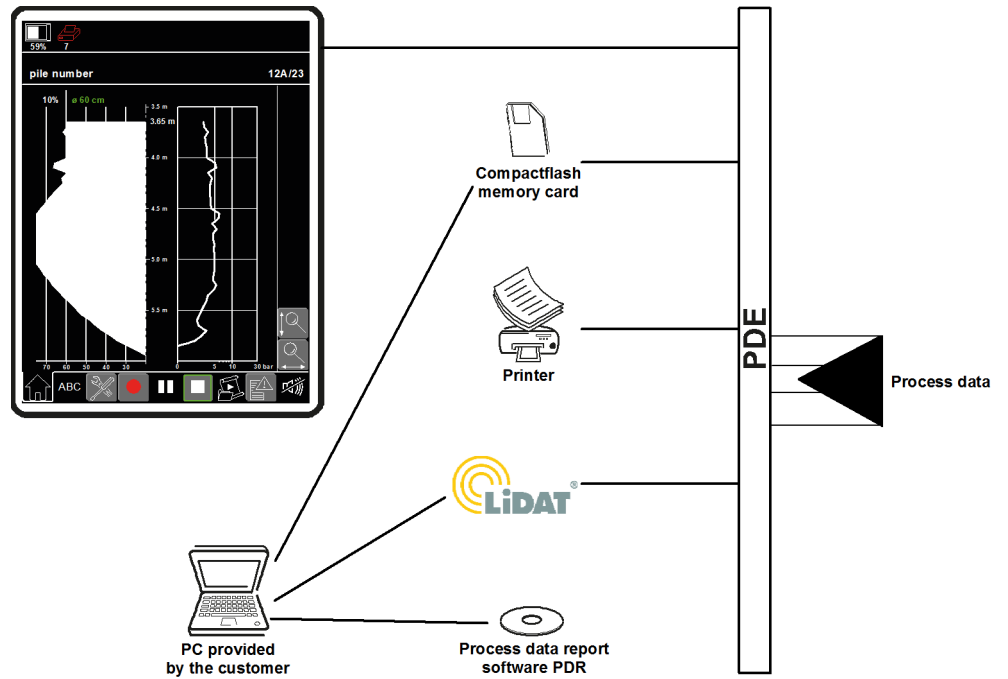 59%
7
pile number
12A/23
10%
ø 60 cm
3.5 m
3.65 m
4.0 m
4.5 m
5.0 m
5.5 m
70 60 50 40 30 20 10
0 5 10 30 bar
ABC
Compactflash
memory card
Printer
LiDAT®
PC provided
by the customer
Process data report
software PDR
PDE
Process data